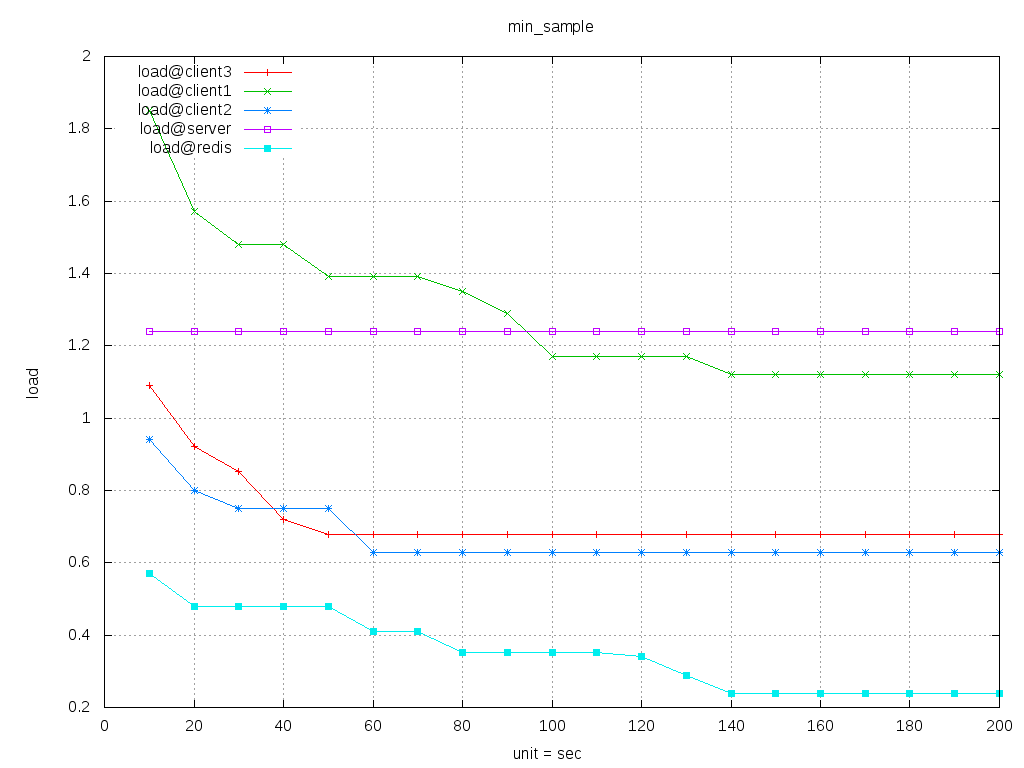 min_sample
load@client3
load@client1
load@client2
load@server
load@redis
2
1.8
1.6
1.4
1.2
1
0.8
0.6
0.4
0.2
load
0 20 40 60 80 100 120 140 160 180 200
unit = sec